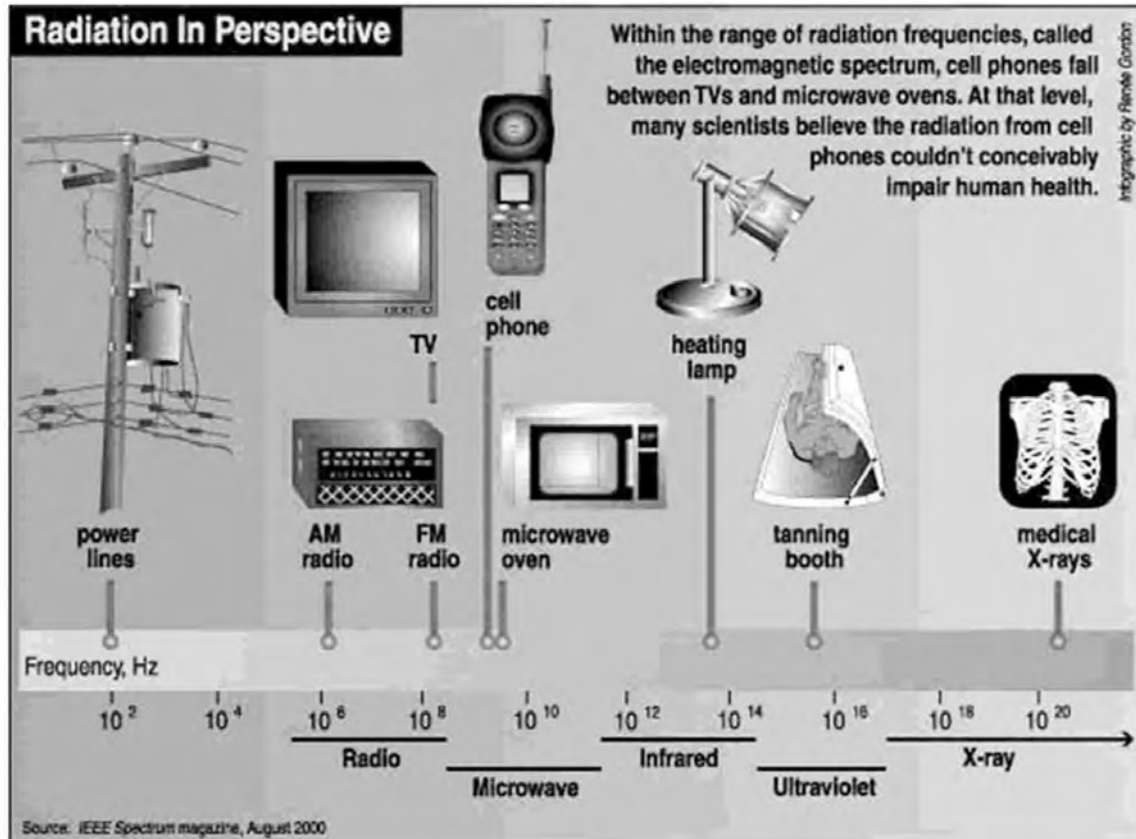 Radiation In Perspective
Within the range of radiation frequencies, called
the electromagnetic spectrum, cell phones fall
between TVs and microwave ovens. At that level,
many scientists believe the radiation from cell
phones couldn't conceivably
impair human health.
Infographic by Renée Gordon
cell
phone
TV
heating
lamp
power
lines
AM
radio
FM
radio
microwave
oven
tanning
booth
medical
X-rays
Frequency, Hz
10 2
10 4
10 6
10 8
10 10
10 12
10 14
10 16
10 18
10 20
Radio
Infrared
X-ray
Microwave
Ultraviolet
Source: IEEE Spectrum magazine, August 2000